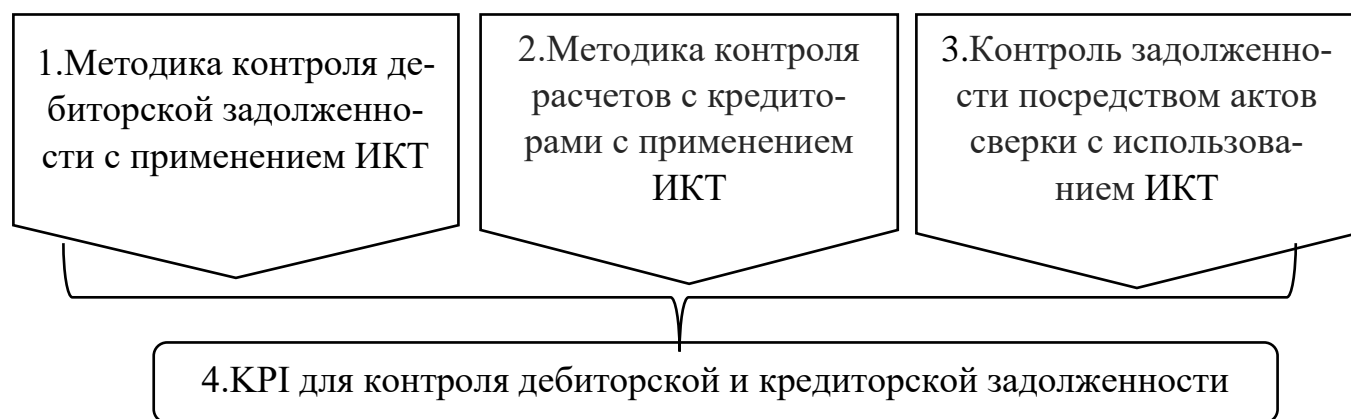 1.Методика контроля де-
биторской задолженно-
сти с применением ИКТ
2.Методика контроля
расчетов с кредито-
рами с применением
ИКТ
3.Контроль задолженно-
сти посредством актов
сверки с использова-
нием ИКТ
4.KPI для контроля дебиторской и кредиторской задолженности